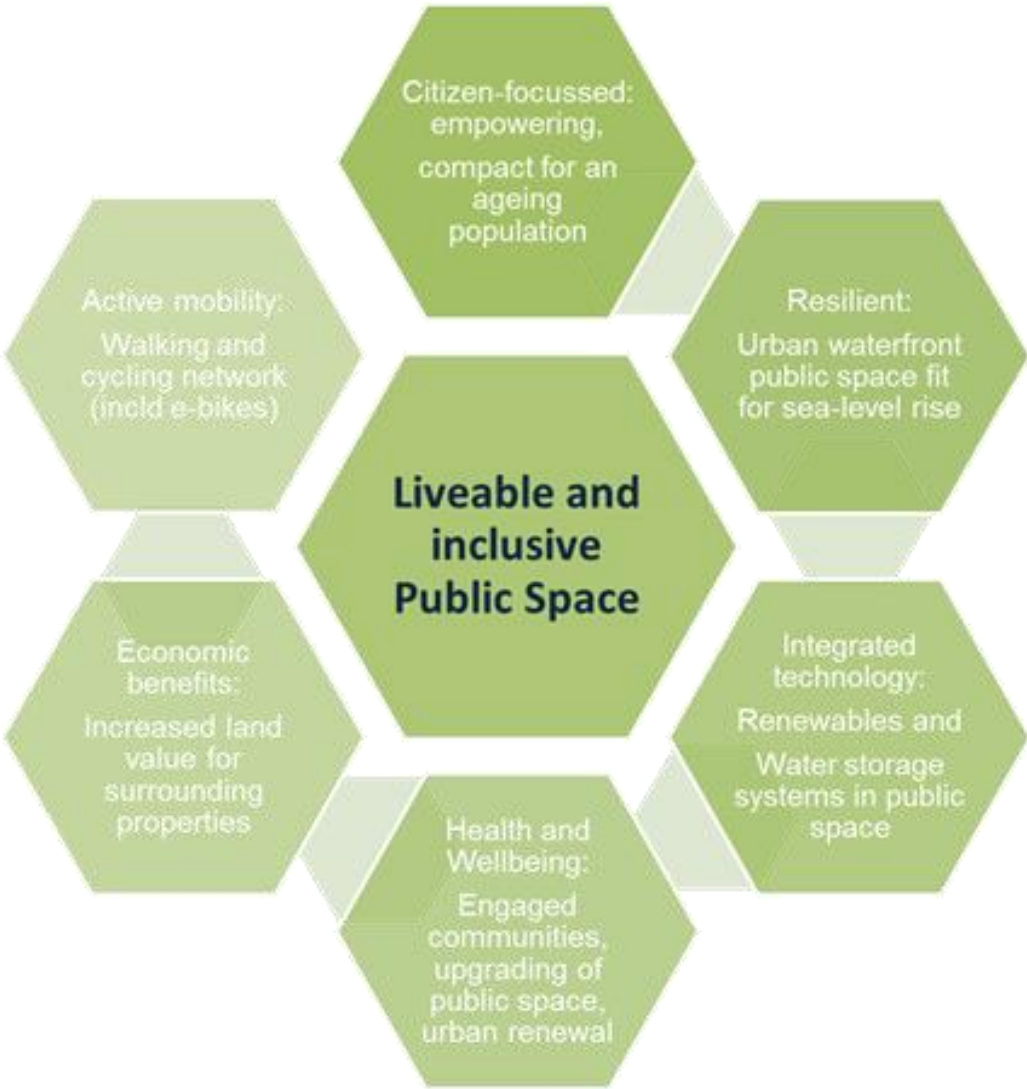 Citizen-focussed:
empowering,
compact for an
ageing
population
Resilient:
Urban waterfront
public space fit
for sea-level rise
Integrated
technology:
Renewables and
Water storage
systems in public
space
Health and
Wellbeing:
Engaged
communities,
upgrading of
public space,
urban renewal
Economic
benefits:
Increased land
value for
surrounding
properties
Active mobility:
Walking and
cycling network
(incld e-bikes)
Liveable and
inclusive
Public Space